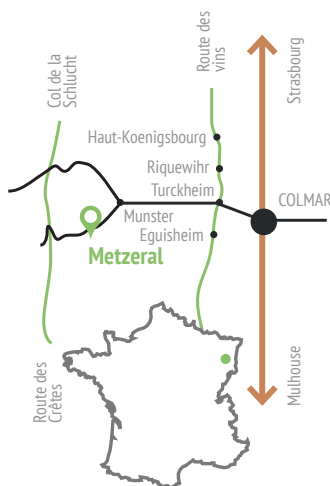 Col de la
Schlucht
Route des
vins
Strasbourg
Haut-Koenigsbourg
Riquewihr
Turckheim
COLMAR
Munster
Eguisheim
Metzeral
Route des
Crêtes
Mulhouse